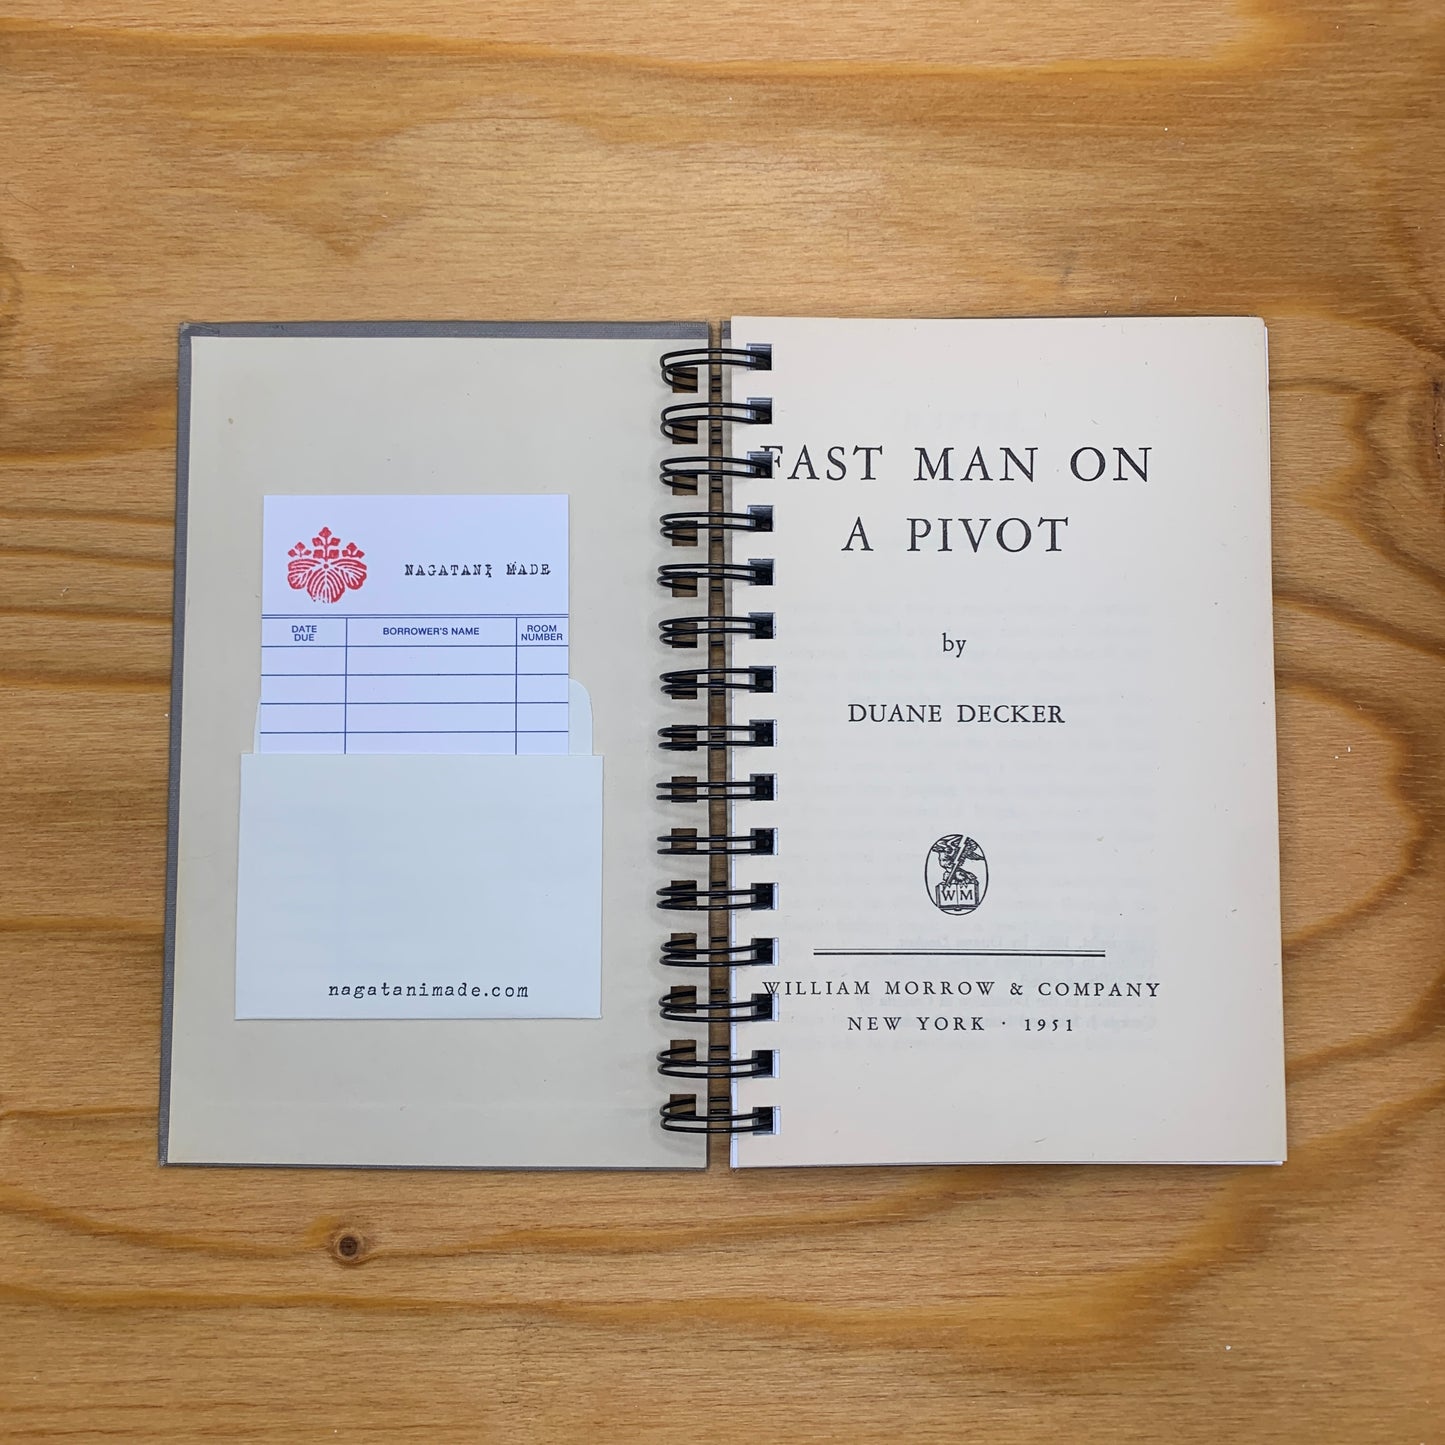 NAGATANI MADE
DATE DUE
BORROWER'S NAME
ROOM NUMBER
nagatanimade.com
FAST MAN ON
A PIVOT
by
DUANE DECKER
W M
WILLIAM MORROW & COMPANY
NEW YORK · 1951